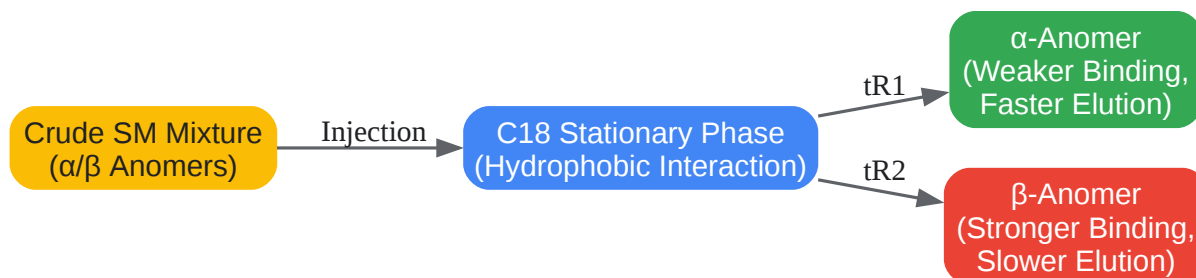 Crude SM Mixture
(α/β Anomers)
Injection
C18 Stationary Phase
(Hydrophobic Interaction)
tR1
α-Anomer
(Weaker Binding,
Faster Elution)
tR2
β-Anomer
(Stronger Binding,
Slower Elution)